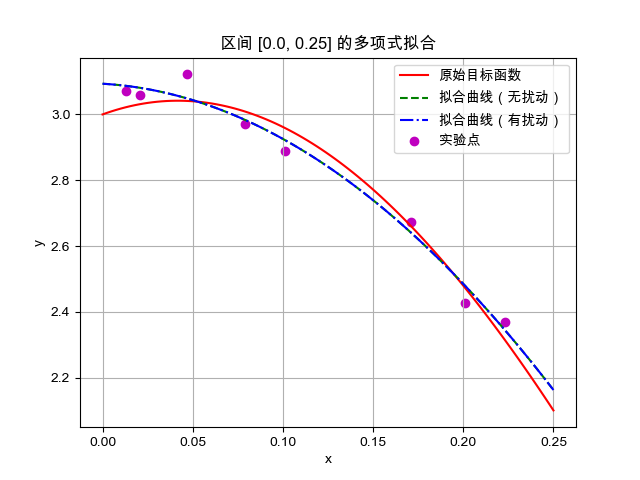 区间 [0.0, 0.25] 的多项式拟合
原始目标函数
拟合曲线（无扰动）
拟合曲线（有扰动）
实验点
y
3.0
2.8
2.6
2.4
2.2
0.00 0.05 0.10 0.15 0.20 0.25
x